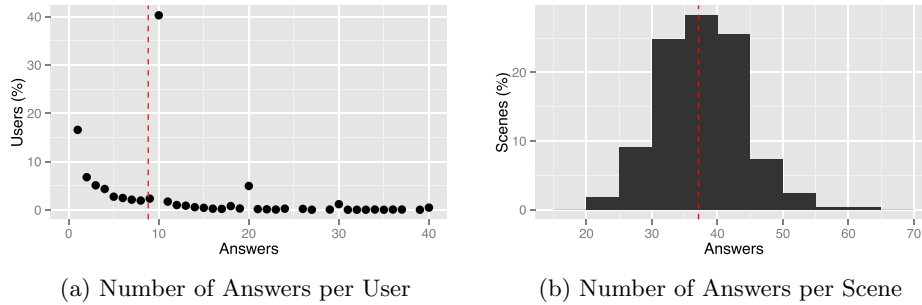 40
30
20
10
0
Users (%)
0 10 20 30 40
Answers
(a) Number of Answers per User
20
10
0
Scenes (%)
20 30 40 50 60 70
Answers
(b) Number of Answers per Scene